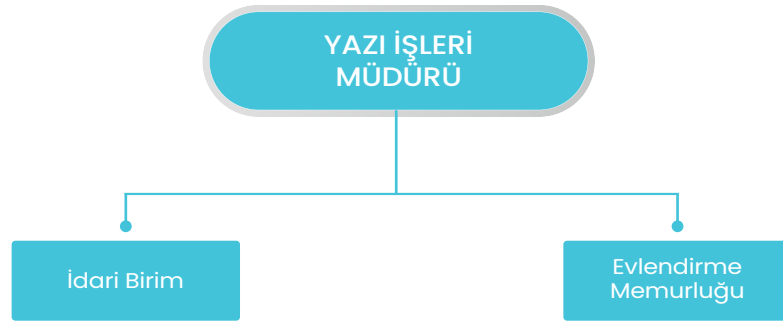 YAZI İŞLERİ
MÜDÜRÜ
İdari Birim
Evlendirme
Memurluğu